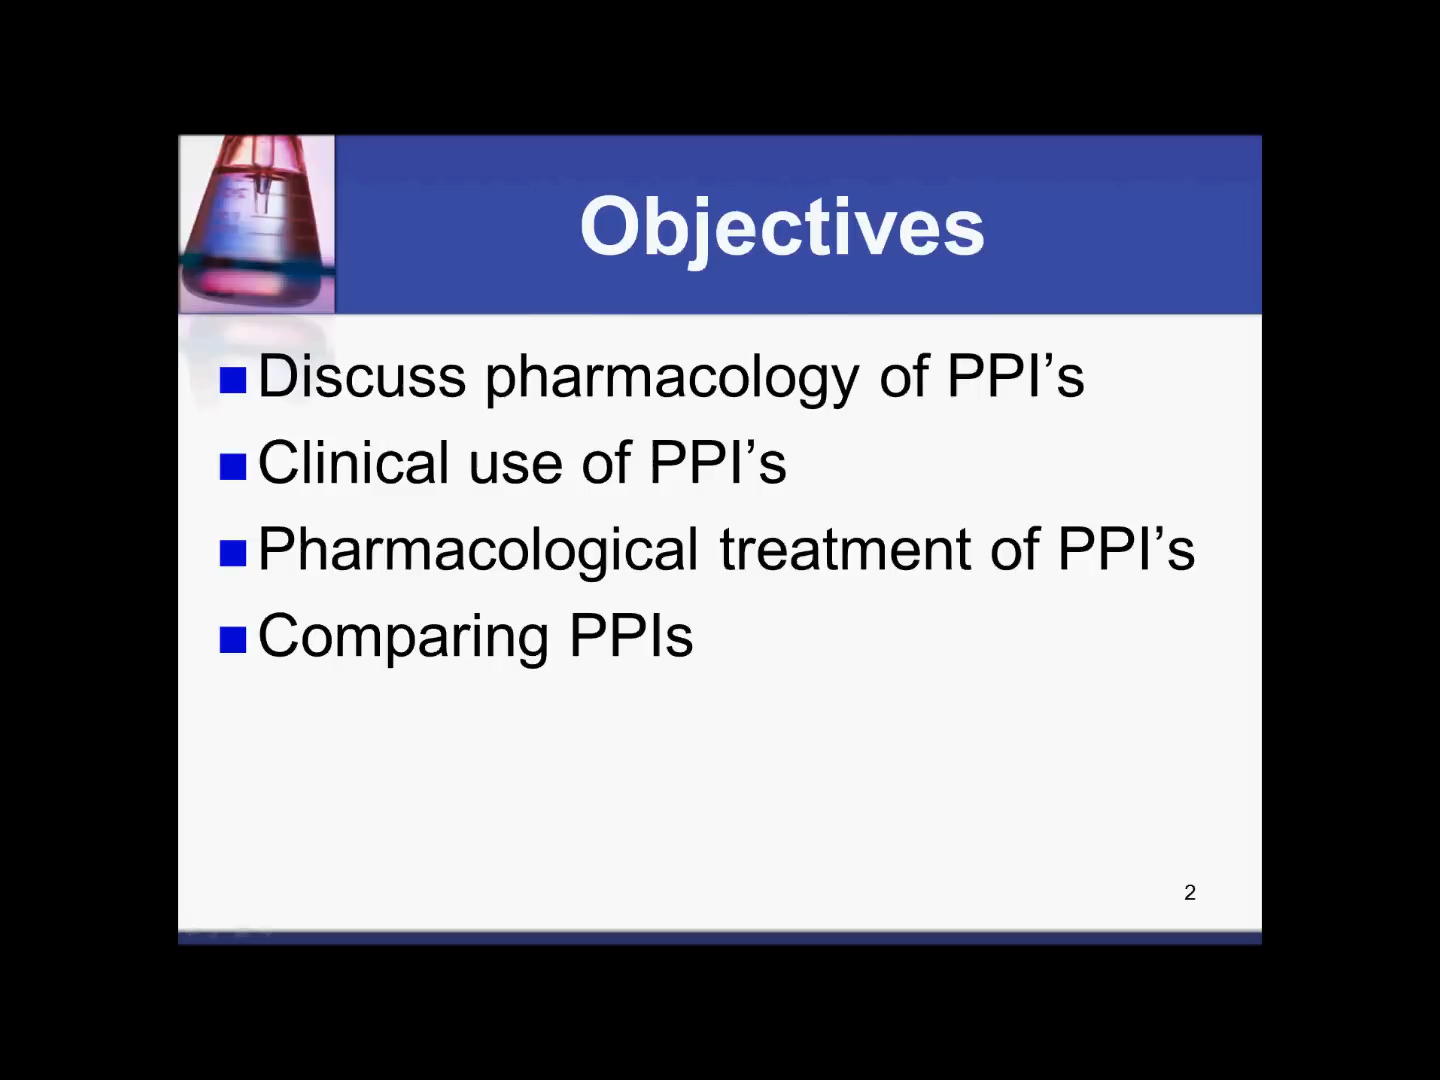 Objectives
Discuss pharmacology of PPI’s
Clinical use of PPI’s
Pharmacological treatment of PPI’s
Comparing PPIs
2